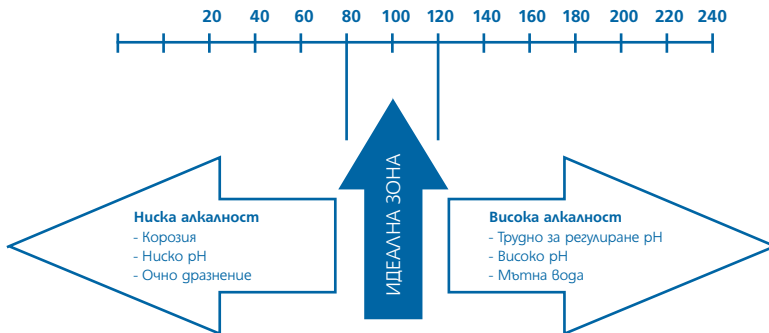 20 40 60 80 100 120 140 160 180 200 220 240
ИДЕАЛНА ЗОНА
Ниска алкалност
- Корозия
- Ниско pH
- Очно дразнение
Висока алкалност
- Трудно за регулиране pH
- Високо pH
- Мътна вода